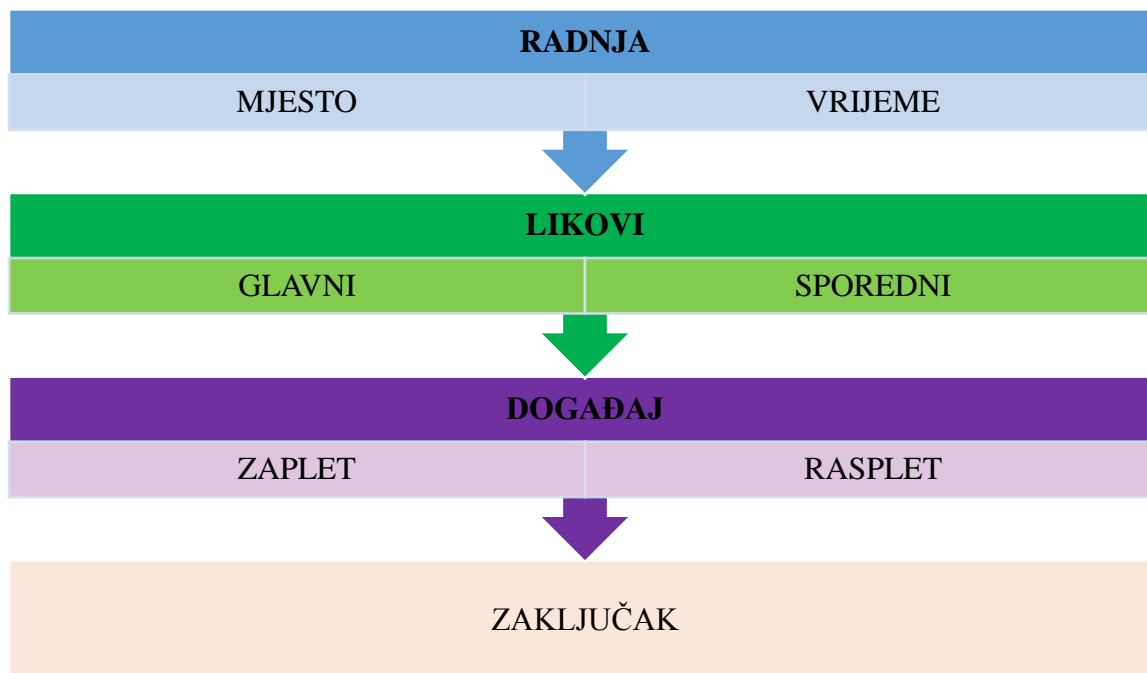 RADNJA
MJESTO VRIJEME
LIKOVI
GLAVNI SPOREDNI
DOGAĐAJ
ZAPLET RASPLET
ZAKLJUČAK